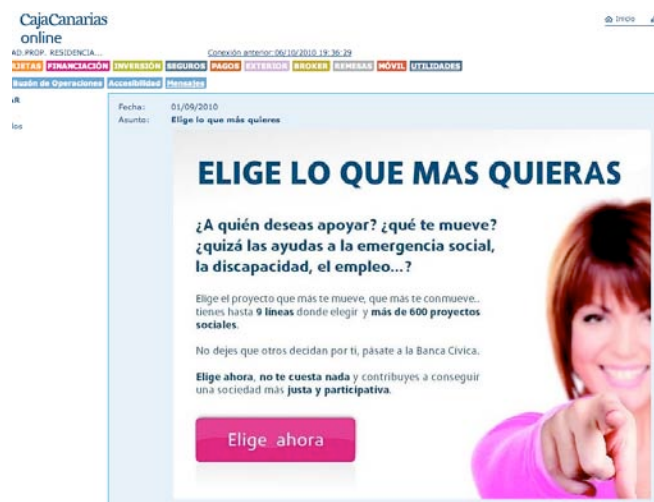 CajaCanarias
online
Inicio
AD.PROP. RESIDENCIA...
Conexión anterior:06/10/2010 19:36:29
JETAS FINANCIACIÓN INVERSIÓN SEGUROS PAGOS EXTERIOR BROKER REMESAS MÓVIL UTILIDADES
Buzón de Operaciones Accesibilidad Mensajes
AR
dos
Fecha: 01/09/2010
Asunto: Elige lo que más quieres
ELIGE LO QUE MAS QUIERAS
¿A quién deseas apoyar? ¿qué te mueve?
¿quizá las ayudas a la emergencia social,
la discapacidad, el empleo...?
Elige el proyecto que más te mueve, que más te conmueve..
tienes hasta 9 líneas donde elegir y más de 600 proyectos
sociales.
No dejes que otros decidan por ti, pásate a la Banca Cívica.
Elige ahora, no te cuesta nada y contribuyes a conseguir
una sociedad más justa y participativa.
Elige ahora